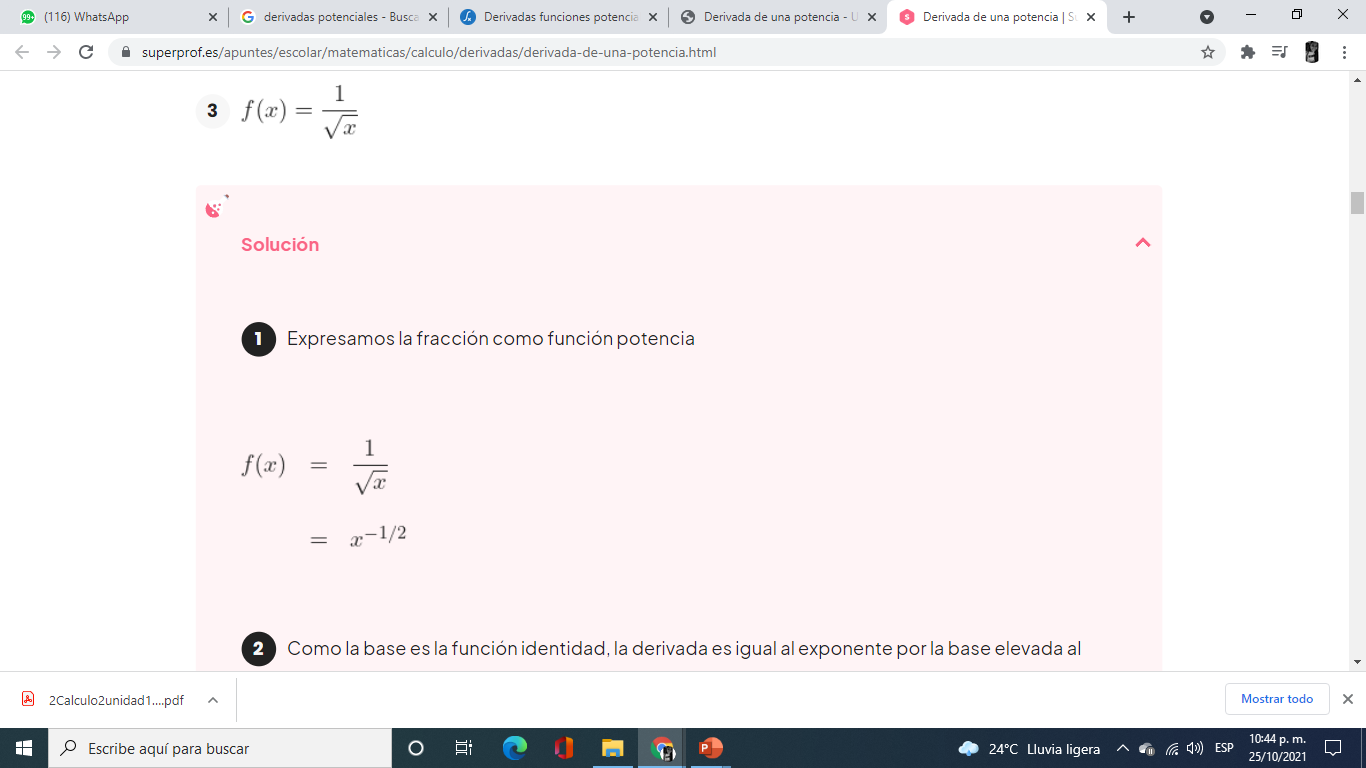 (116) WhatsApp
derivadas potenciales - Busca
Derivadas funciones potencia
Derivada de una potencia - U
Derivada de una potencia | Su
superprof.es/apuntes/escolar/matematicas/calculo/derivadas/derivada-de-una-potencia.html
3 f(x) = 1/√x
Solución
1 Expresamos la fracción como función potencia
f(x) = 1/√x
= x^{-1/2}
2 Como la base es la función identidad, la derivada es igual al exponente por la base elevada al
2Calculo2unidad1....pdf
Mostrar todo
Escribe aquí para buscar
24°C Lluvia ligera
ESP
10:44 p. m.
25/10/2021